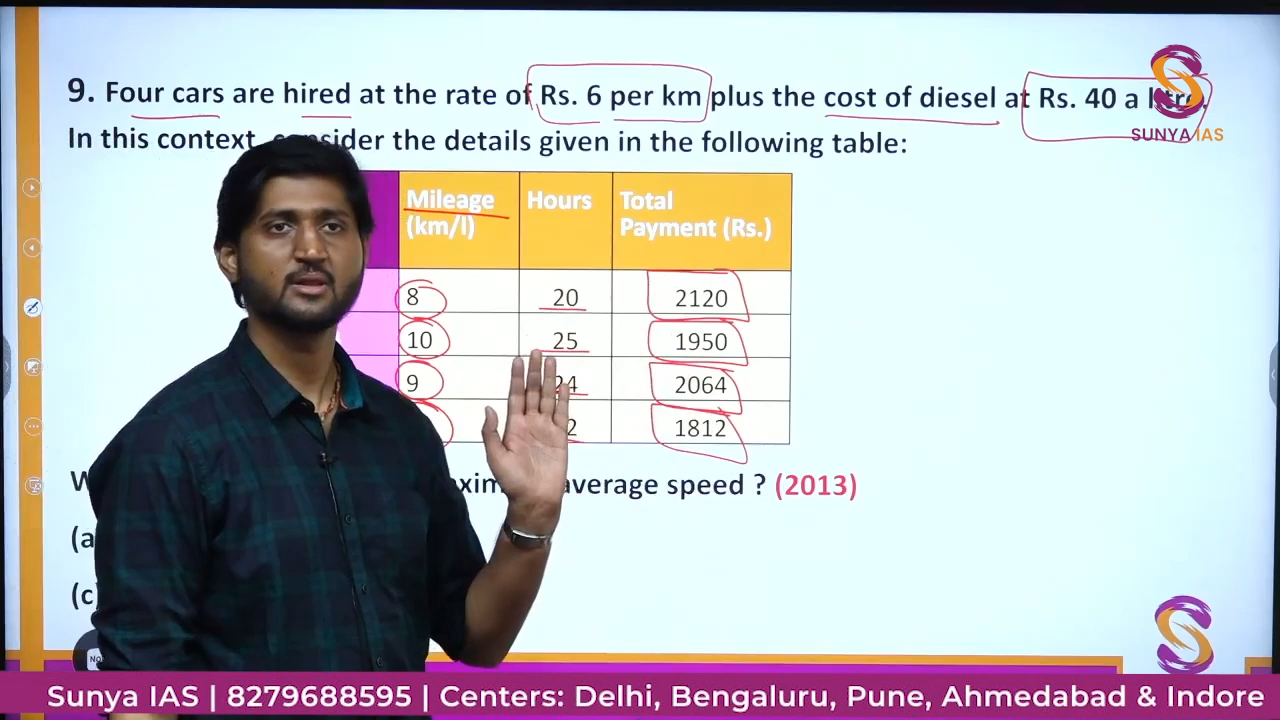 9. Four cars are hired at the rate of Rs. 6 per km plus the cost of diesel at Rs. 40 a
SUNYA IAS
In this context, consider the details given in the following table:
Mileage (km/l) Hours Total Payment (Rs.)
8 20 2120
10 25 1950
9 24 2064
1812
average speed ? (2013)
(a
(c
Sunya IAS | 8279688595 | Centers: Delhi, Bengaluru, Pune, Ahmedabad & Indore